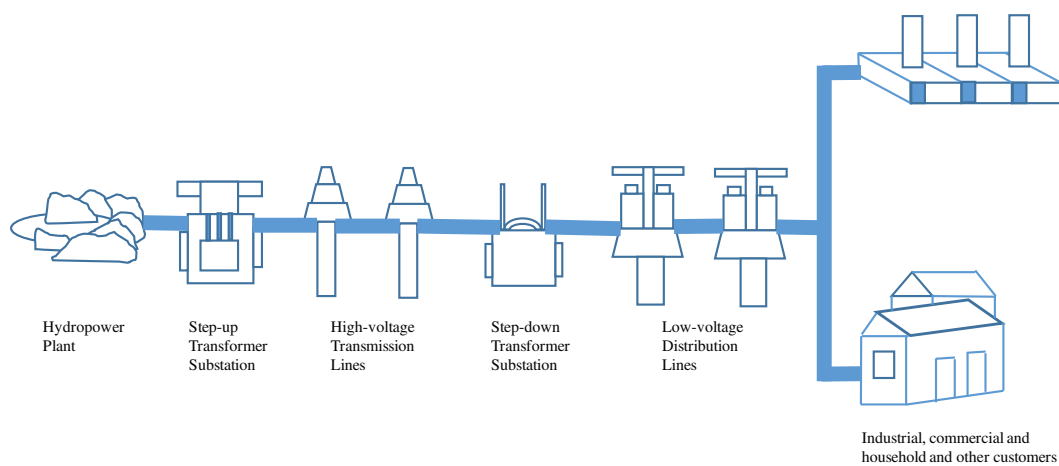 Hydropower
Plant
Step-up
Transformer
Substation
High-voltage
Transmission
Lines
Step-down
Transformer
Substation
Low-voltage
Distribution
Lines
Industrial, commercial and
household and other customers